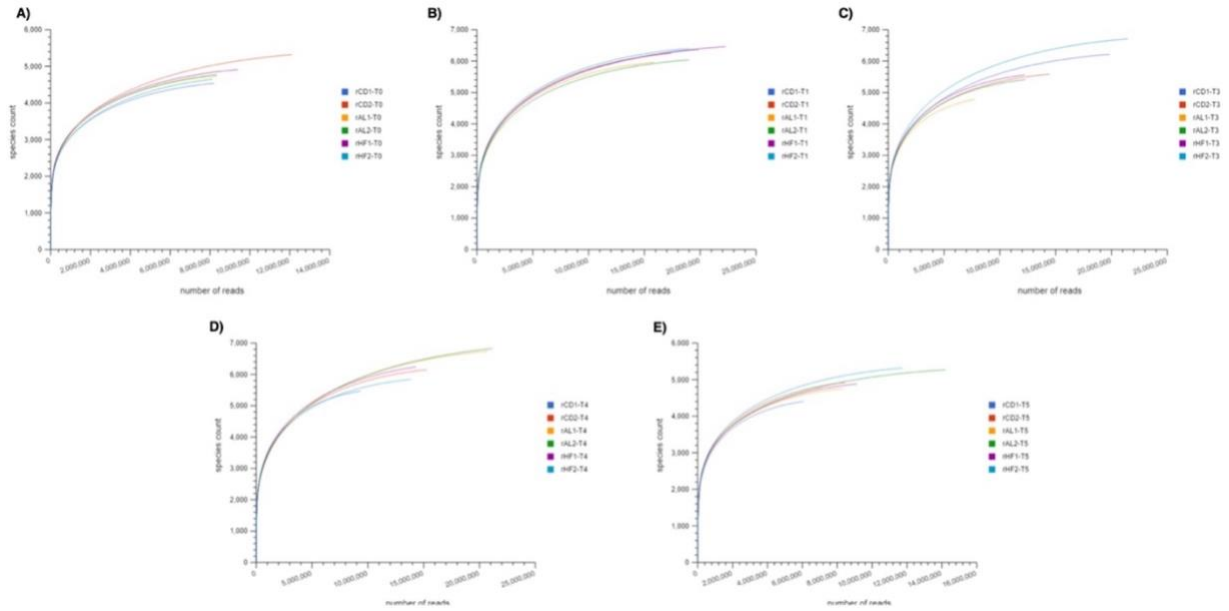 A)
6,000
5,000
4,000
3,000
2,000
1,000
0
species count
0 2,000,000 4,000,000 6,000,000 8,000,000 10,000,000 12,000,000 14,000,000
number of reads
rCD1-T0
rCD2-T0
rAL1-T0
rAL2-T0
rHF1-T0
rHF2-T0
B)
7,000
6,000
5,000
4,000
3,000
2,000
1,000
0
species count
0 5,000,000 10,000,000 15,000,000 20,000,000 25,000,000
number of reads
rCD1-T1
rCD2-T1
rAL1-T1
rAL2-T1
rHF1-T1
rHF2-T1
C)
7,000
6,000
5,000
4,000
3,000
2,000
1,000
0
species count
0 5,000,000 10,000,000 15,000,000 20,000,000 25,000,000
number of reads
rCD1-T3
rCD2-T3
rAL1-T3
rAL2-T3
rHF1-T3
rHF2-T3
D)
7,000
6,000
5,000
4,000
3,000
2,000
1,000
0
species count
0 5,000,000 10,000,000 15,000,000 20,000,000 25,000,000
number of reads
rCD1-T4
rCD2-T4
rAL1-T4
rAL2-T4
rHF1-T4
rHF2-T4
E)
6,000
5,000
4,000
3,000
2,000
1,000
0
species count
0 2,000,000 4,000,000 6,000,000 8,000,000 10,000,000 12,000,000 14,000,000 16,000,000
number of reads
rCD1-T5
rCD2-T5
rAL1-T5
rAL2-T5
rHF1-T5
rHF2-T5